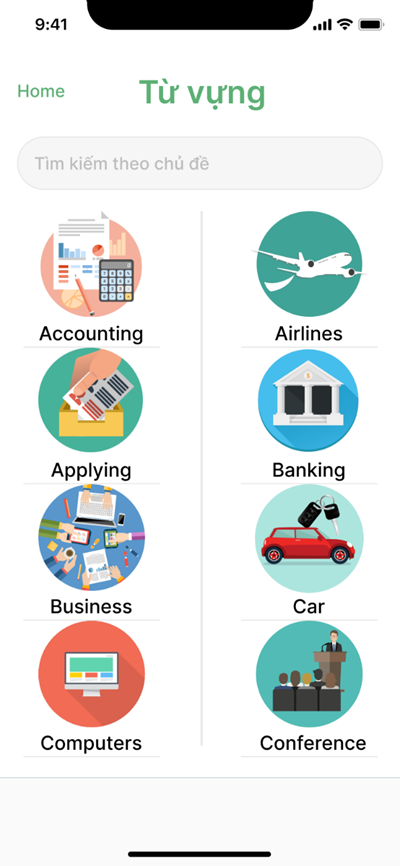 9:41
Home
Từ vựng
Tìm kiếm theo chủ đề
Accounting
Airlines
Applying
Banking
Business
Car
Computers
Conference